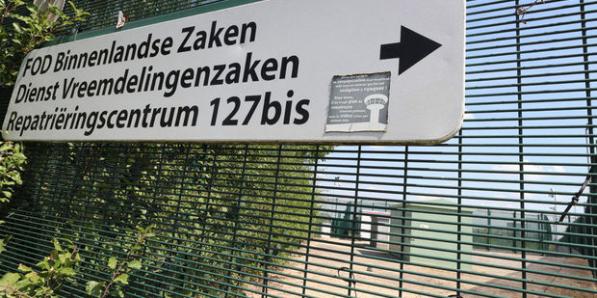 FOD Binnenlandse Zaken
Dienst Vreemdelingenzaken
Repatriëringscentrum 127bis